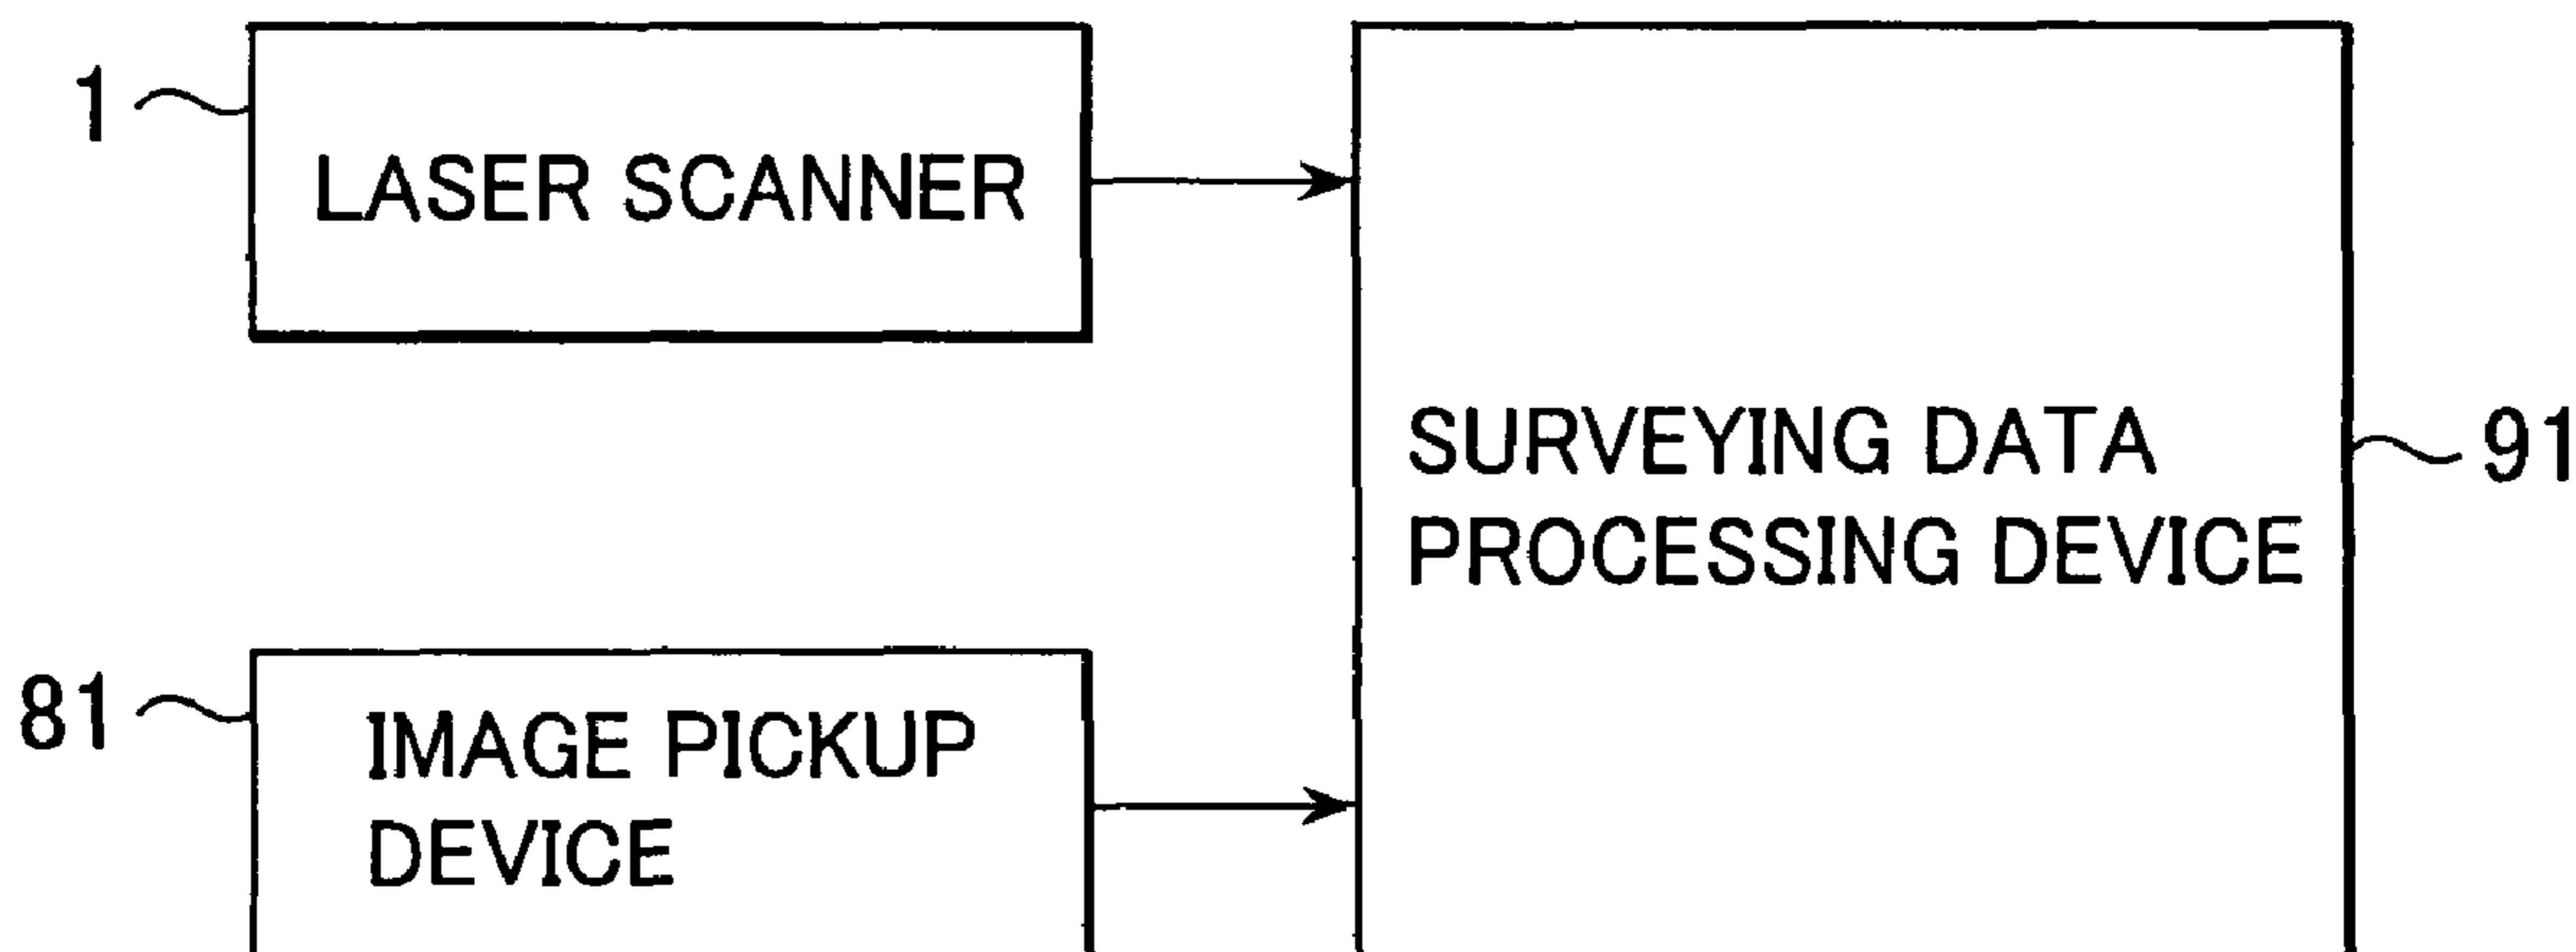 1
LASER SCANNER
SURVEYING DATA
PROCESSING DEVICE
91
81
IMAGE PICKUP
DEVICE